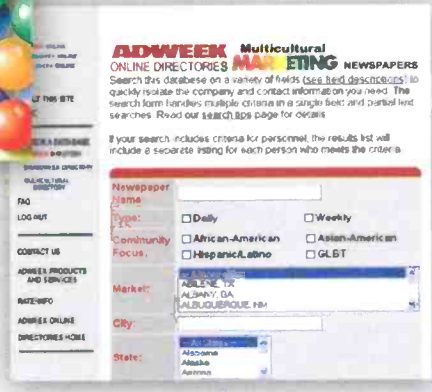 ADWEEK Multicultural
ONLINE DIRECTORIES MARKETING NEWSPAPERS
Search this database on a variety of fields (see field descriptions) to
quickly isolate the company and contact information you need. The
search form handles multiple criteria in a single field and partial text
searches. Read our search tips page for details
If your search includes criteria for personnel, the results list will
include a separate listing for each person who meets the criteria.
THIS SITE
DIRECTORY
FAQ
LOG OUT
CONTACT US
ADWEEK PRODUCTS
AND SERVICES
RATE INFO
ADWEEK ONLINE
DIRECTORIES HOME
Newspaper
Name:
Type: Daily Weekly
Community African-American Asian-American
Focus: Hispanic/Latino GLBT
Market:
ABILENE, TX
ALBANY, GA
ALBUQUERQUE, NM
City:
State:
Alabama
Alaska
Arizona